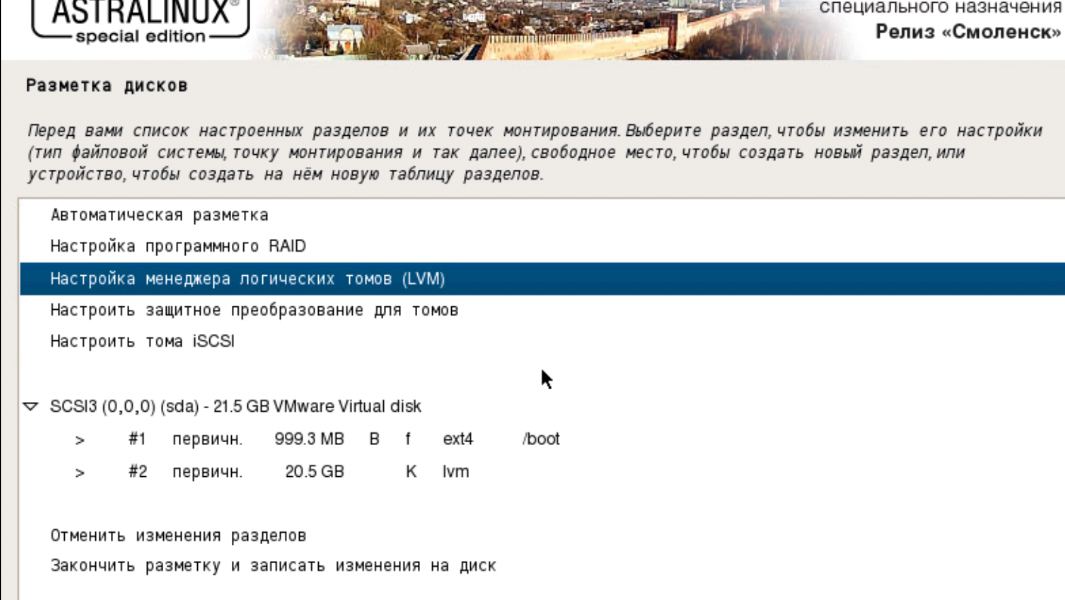 ASTRALINUX®
special edition
специального назначения
Релиз «Смоленск»
Разметка дисков
Перед вами список настроенных разделов и их точек монтирования. Выберите раздел, чтобы изменить его настройки
(тип файловой системы, точку монтирования и так далее), свободное место, чтобы создать новый раздел, или
устройство, чтобы создать на нём новую таблицу разделов.
Автоматическая разметка
Настройка программного RAID
Настройка менеджера логических томов (LVM)
Настроить защитное преобразование для томов
Настроить тома iSCSI
SCSI3 (0,0,0) (sda) - 21.5 GB VMware Virtual disk
> #1 первичн. 999.3 MB B f ext4 /boot
> #2 первичн. 20.5 GB K lvm
Отменить изменения разделов
Закончить разметку и записать изменения на диск